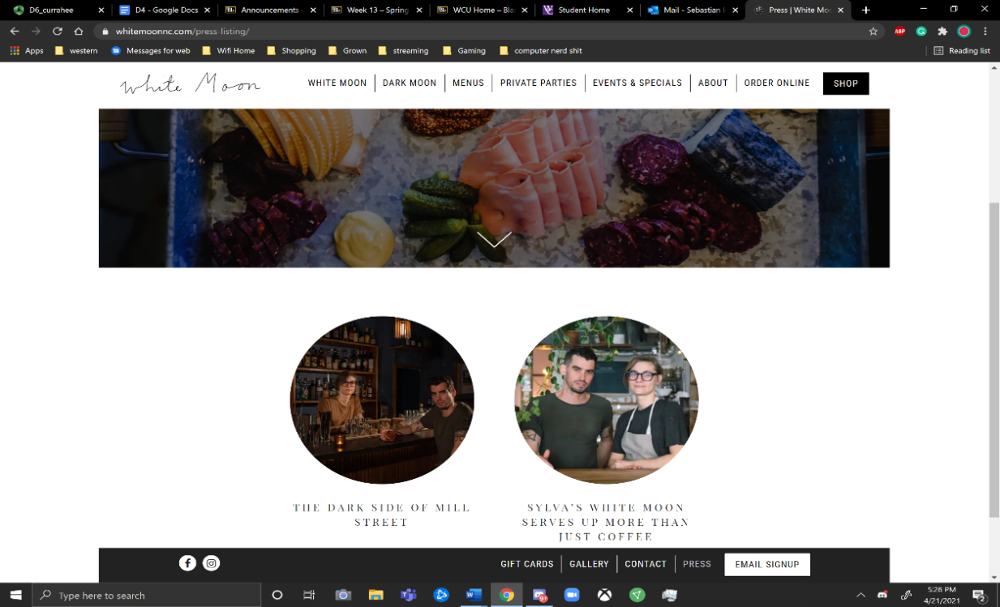 D6_currahee
D4 - Google Docs
Announcements -
Week 13 – Spring
WCU Home – Bla
Student Home
Mail - Sebastian
Press | White Moo
whitemoonnc.com/press-listing/
ABP
Apps
western
Messages for web
Wifi Home
Shopping
Grown
streaming
Gaming
computer nerd shit
Reading list
white Moon
WHITE MOON
DARK MOON
MENUS
PRIVATE PARTIES
EVENTS & SPECIALS
ABOUT
ORDER ONLINE
SHOP
THE DARK SIDE OF MILL
STREET
SYLVA'S WHITE MOON
SERVES UP MORE THAN
JUST COFFEE
GIFT CARDS
GALLERY
CONTACT
PRESS
EMAIL SIGNUP
Type here to search
5:26 PM
4/21/2021
2